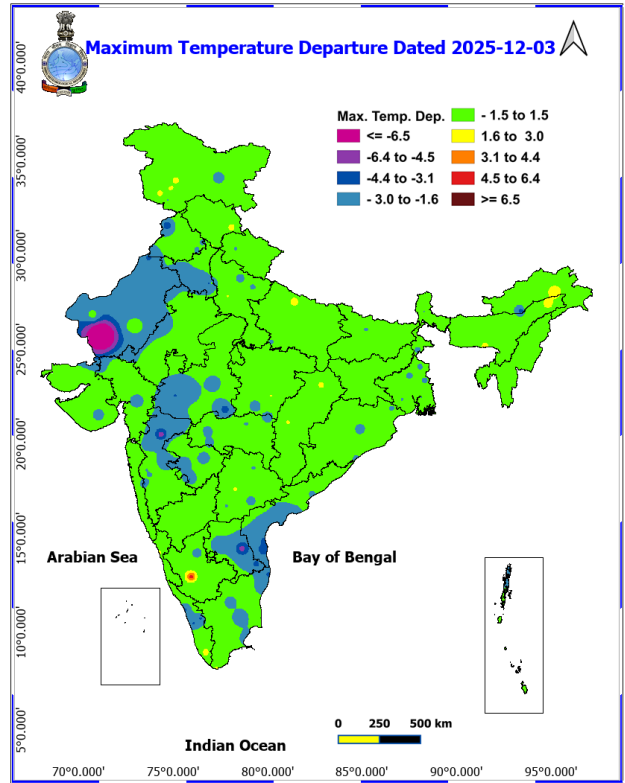 Maximum Temperature Departure Dated 2025-12-03
Max. Temp. Dep.
<= -6.5
-6.4 to -4.5
-4.4 to -3.1
- 3.0 to -1.6
- 1.5 to 1.5
1.6 to 3.0
3.1 to 4.4
4.5 to 6.4
>= 6.5
40°0.000'
35°0.000'
30°0.000'
25°0.000'
20°0.000'
15°0.000'
10°0.000'
5°0.000'
Arabian Sea
Bay of Bengal
Indian Ocean
0 250 500 km
70°0.000' 75°0.000' 80°0.000' 85°0.000' 90°0.000' 95°0.000'